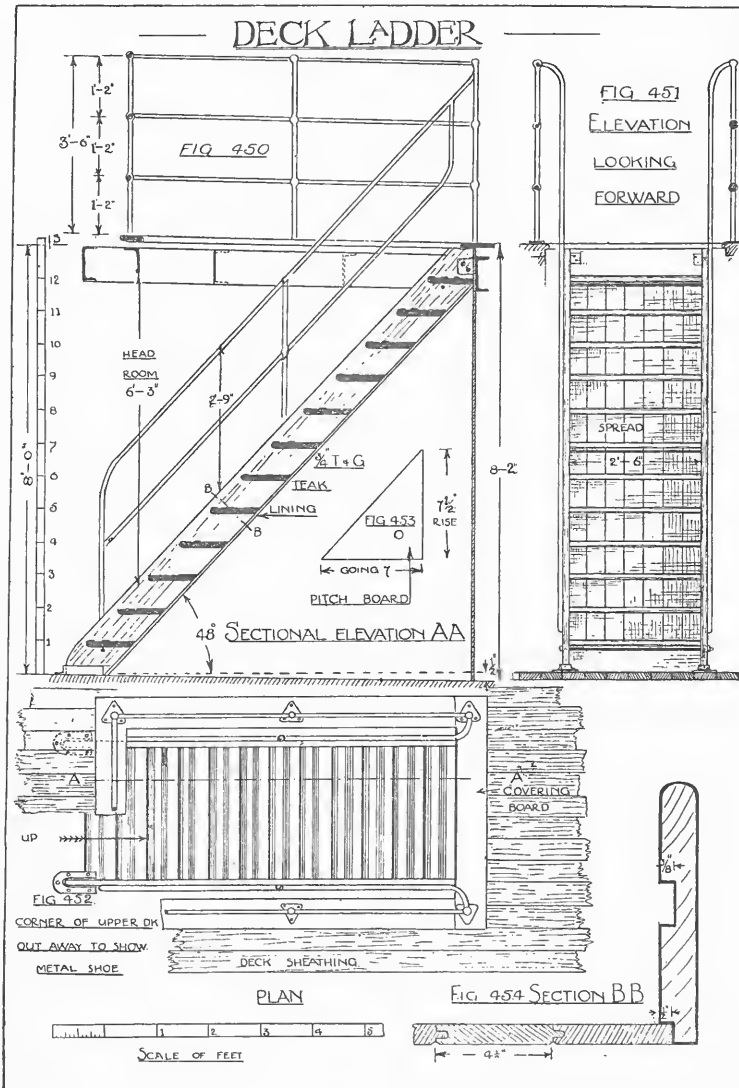 DECK LADDER
1'-2"
3'-6"
1'-2"
1'-2"
FIG 450
FIG 451
ELEVATION
LOOKING
FORWARD
13
12
11
10
9
8
7
6
5
4
3
2
1
8'-0"
HEAD
ROOM
6'-3"
2'-9"
¾" T & G
TEAK
LINING
B
B
8'-2"
SPREAD
2'-6"
7½"
RISE
FIG 453
O
GOING 7
PITCH BOARD
48° SECTIONAL ELEVATION AA
A
A
COVERING
BOARD
UP
FIG 452
CORNER OF UPPER DK
OUT AWAY TO SHOW
METAL SHOE
DECK SHEATHING
PLAN
FIG. 454 SECTION BB
1 2 3 4 5
SCALE OF FEET
4½"